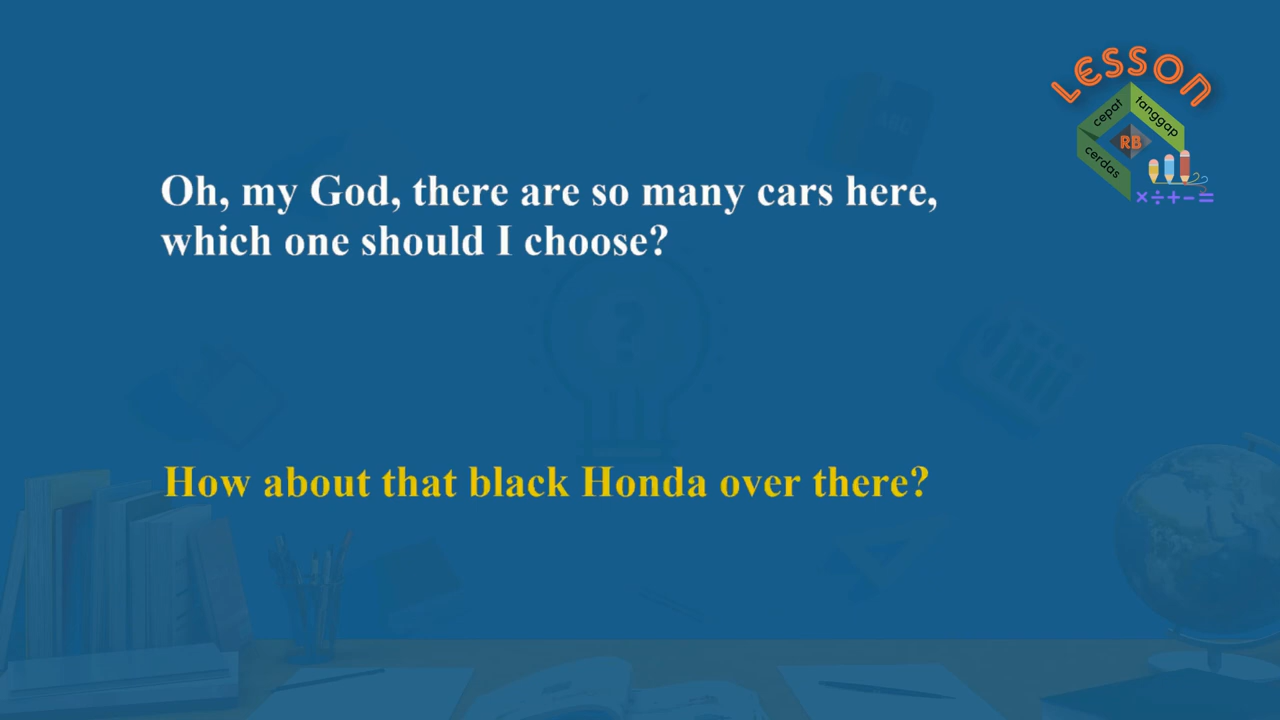 LESSON
cepat
tanggap
RB
cerdas
×÷+-=
Oh, my God, there are so many cars here,
which one should I choose?
How about that black Honda over there?